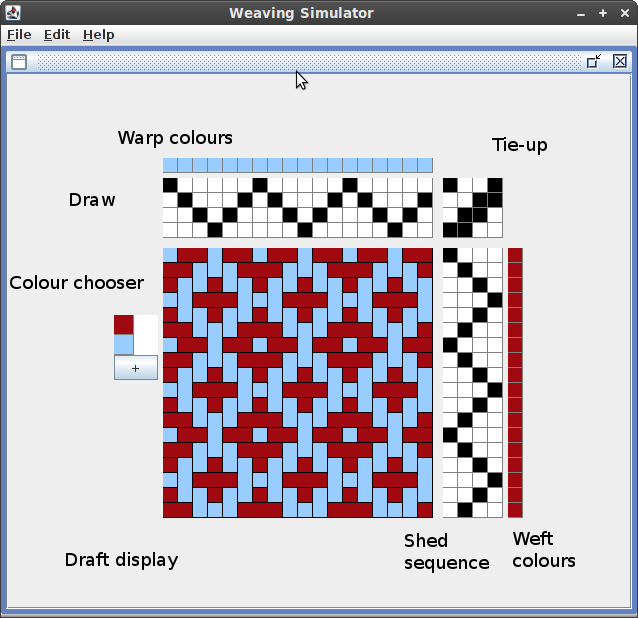 Weaving Simulator
File Edit Help
Warp colours
Tie-up
Draw
Colour chooser
+
Draft display
Shed
sequence
Weft
colours